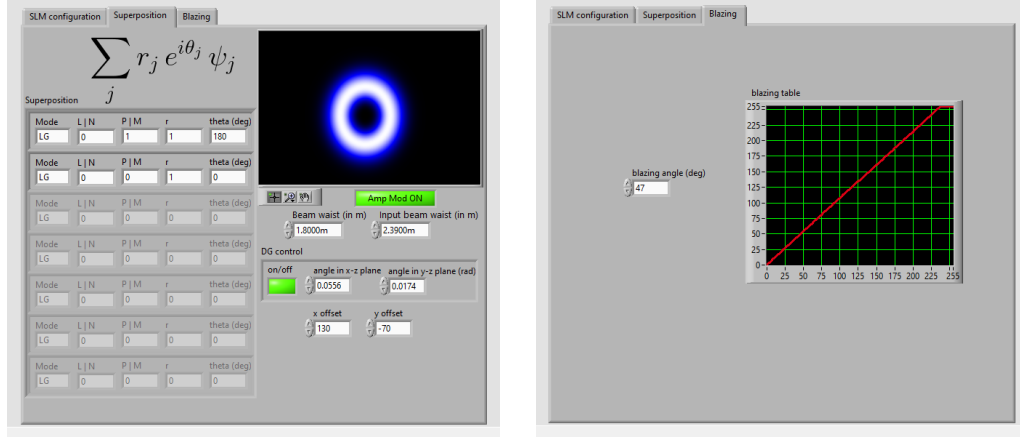 SLM configuration Superposition Blazing
∑ r_j e^{iθ_j} ψ_j
j
Superposition
Mode L | N P | M r theta (deg)
LG 0 1 1 180
Mode L | N P | M r theta (deg)
LG 0 0 1 0
Mode L | N P | M r theta (deg)
LG 0 0 0 0
Mode L | N P | M r theta (deg)
LG 0 0 0 0
Mode L | N P | M r theta (deg)
LG 0 0 0 0
Mode L | N P | M r theta (deg)
LG 0 0 0 0
Mode L | N P | M r theta (deg)
LG 0 0 0 0
Amp Mod ON
Beam waist (in m) Input beam waist (in m)
1.8000m 2.3900m
DG control
on/off angle in x-z plane angle in y-z plane (rad)
0.0556 0.0174
x offset y offset
130 -70
SLM configuration Superposition Blazing
blazing table
255
225
200
175
150
125
100
75
50
25
0
0 25 50 75 100 125 150 175 200 225 255
blazing angle (deg)
47